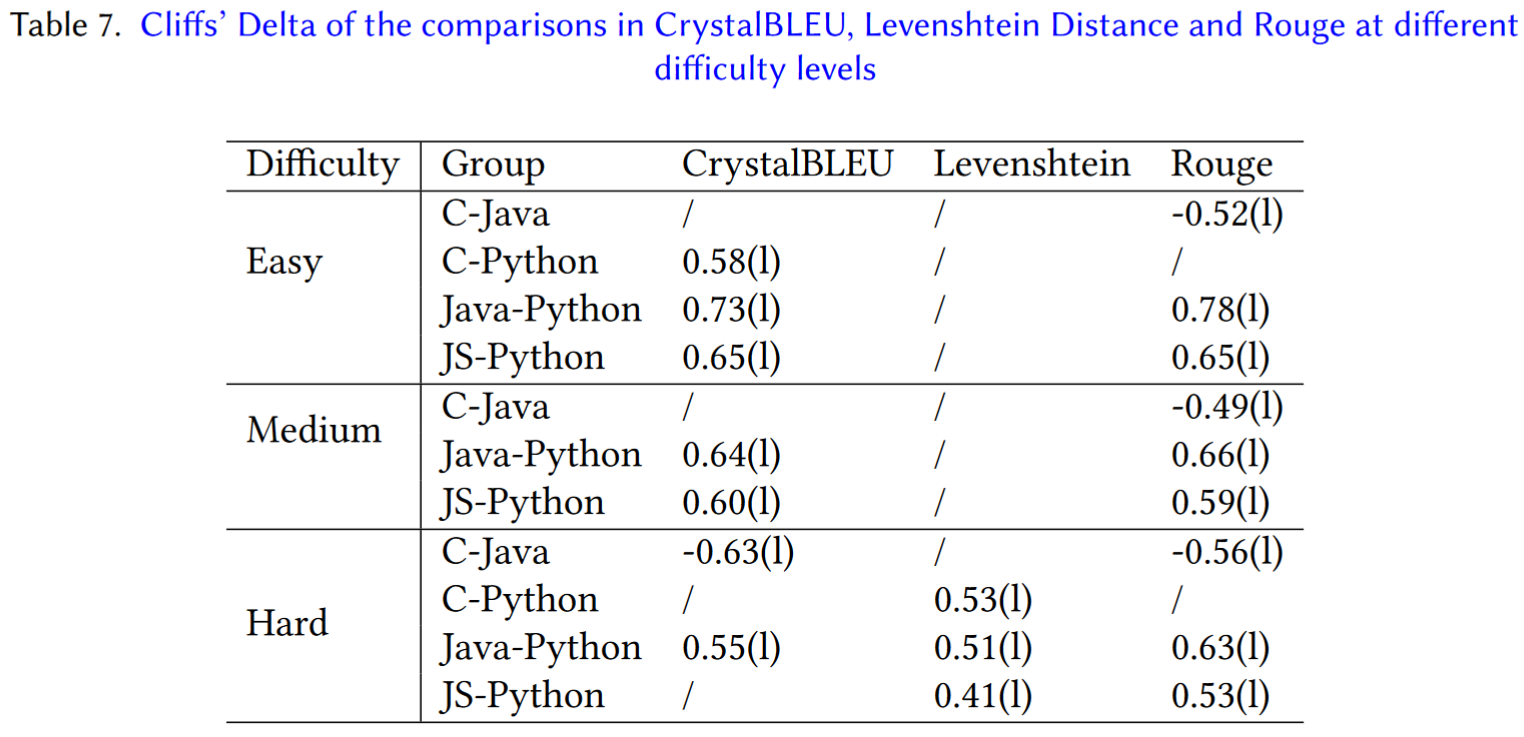 Table 7. Cliffs' Delta of the comparisons in CrystalBLEU, Levenshtein Distance and Rouge at different
difficulty levels
Difficulty Group CrystalBLEU Levenshtein Rouge
Easy
C-Java / / -0.52(l)
C-Python 0.58(l) / /
Java-Python 0.73(l) / 0.78(l)
JS-Python 0.65(l) / 0.65(l)
Medium
C-Java / / -0.49(l)
Java-Python 0.64(l) / 0.66(l)
JS-Python 0.60(l) / 0.59(l)
Hard
C-Java -0.63(l) / -0.56(l)
C-Python / 0.53(l) /
Java-Python 0.55(l) 0.51(l) 0.63(l)
JS-Python / 0.41(l) 0.53(l)